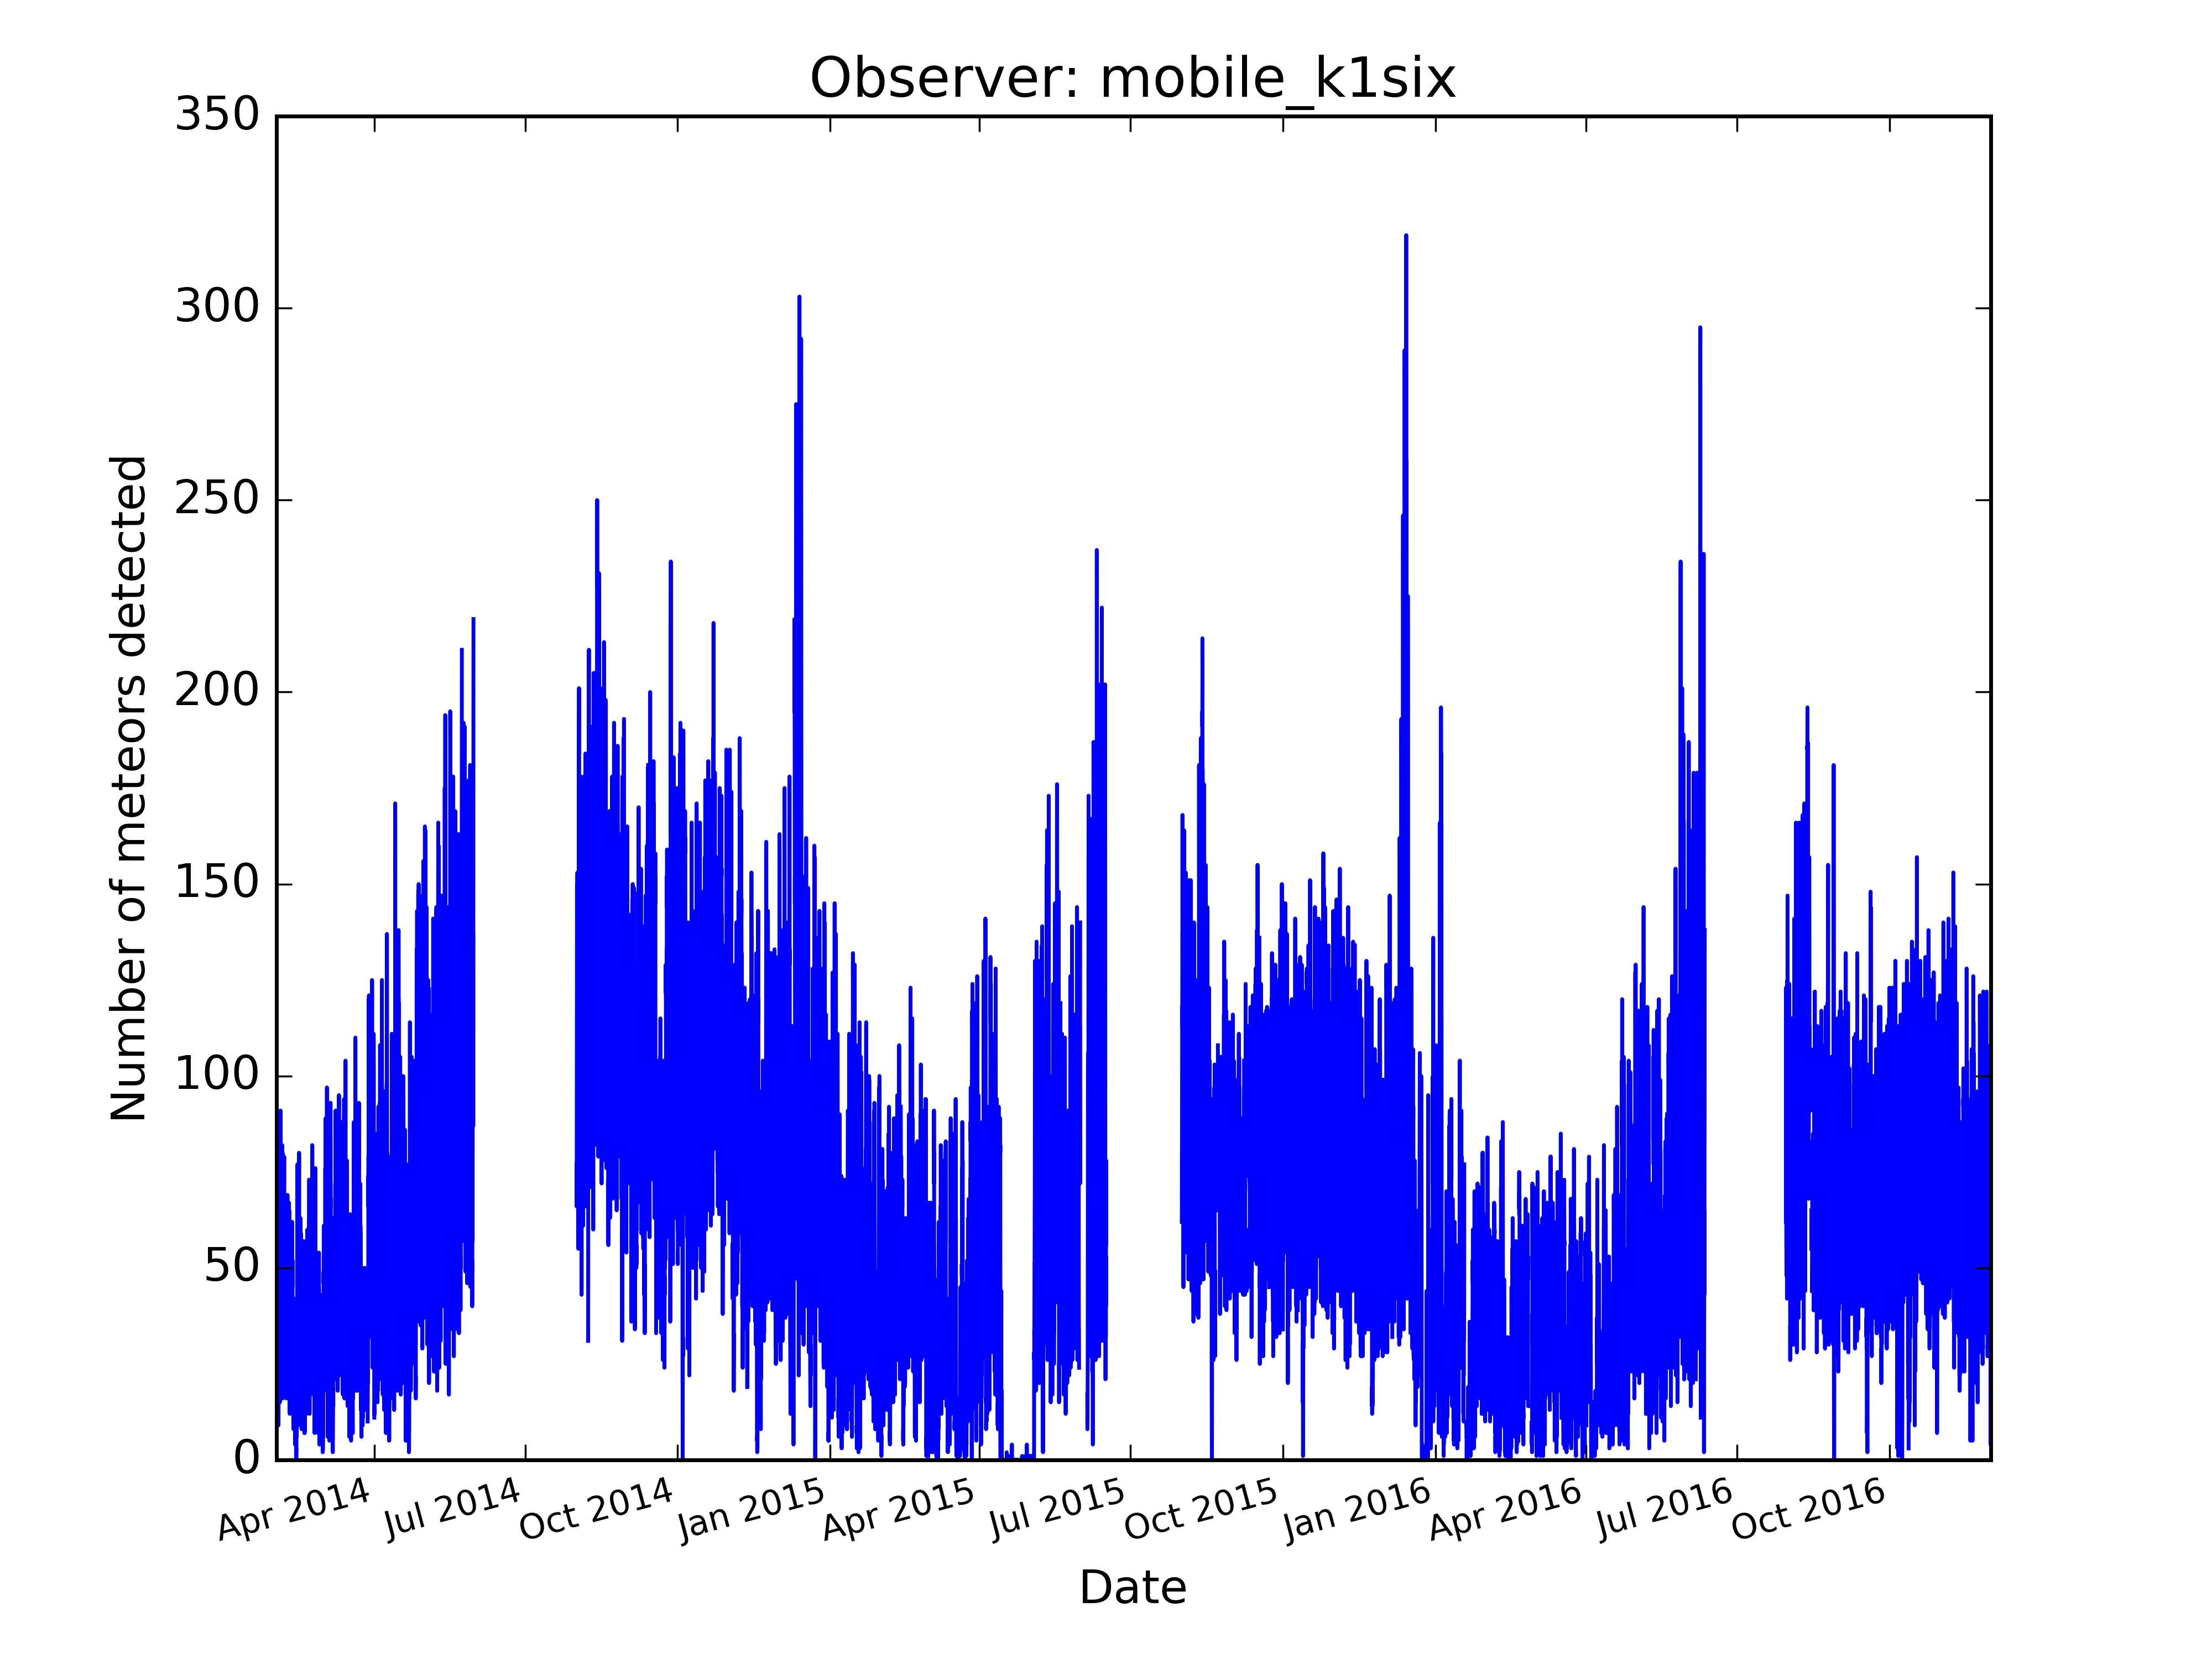 Observer: mobile_k1six
350
300
250
200
150
100
50
0
Number of meteors detected
Apr 2014
Jul 2014
Oct 2014
Jan 2015
Apr 2015
Jul 2015
Oct 2015
Jan 2016
Apr 2016
Jul 2016
Oct 2016
Date